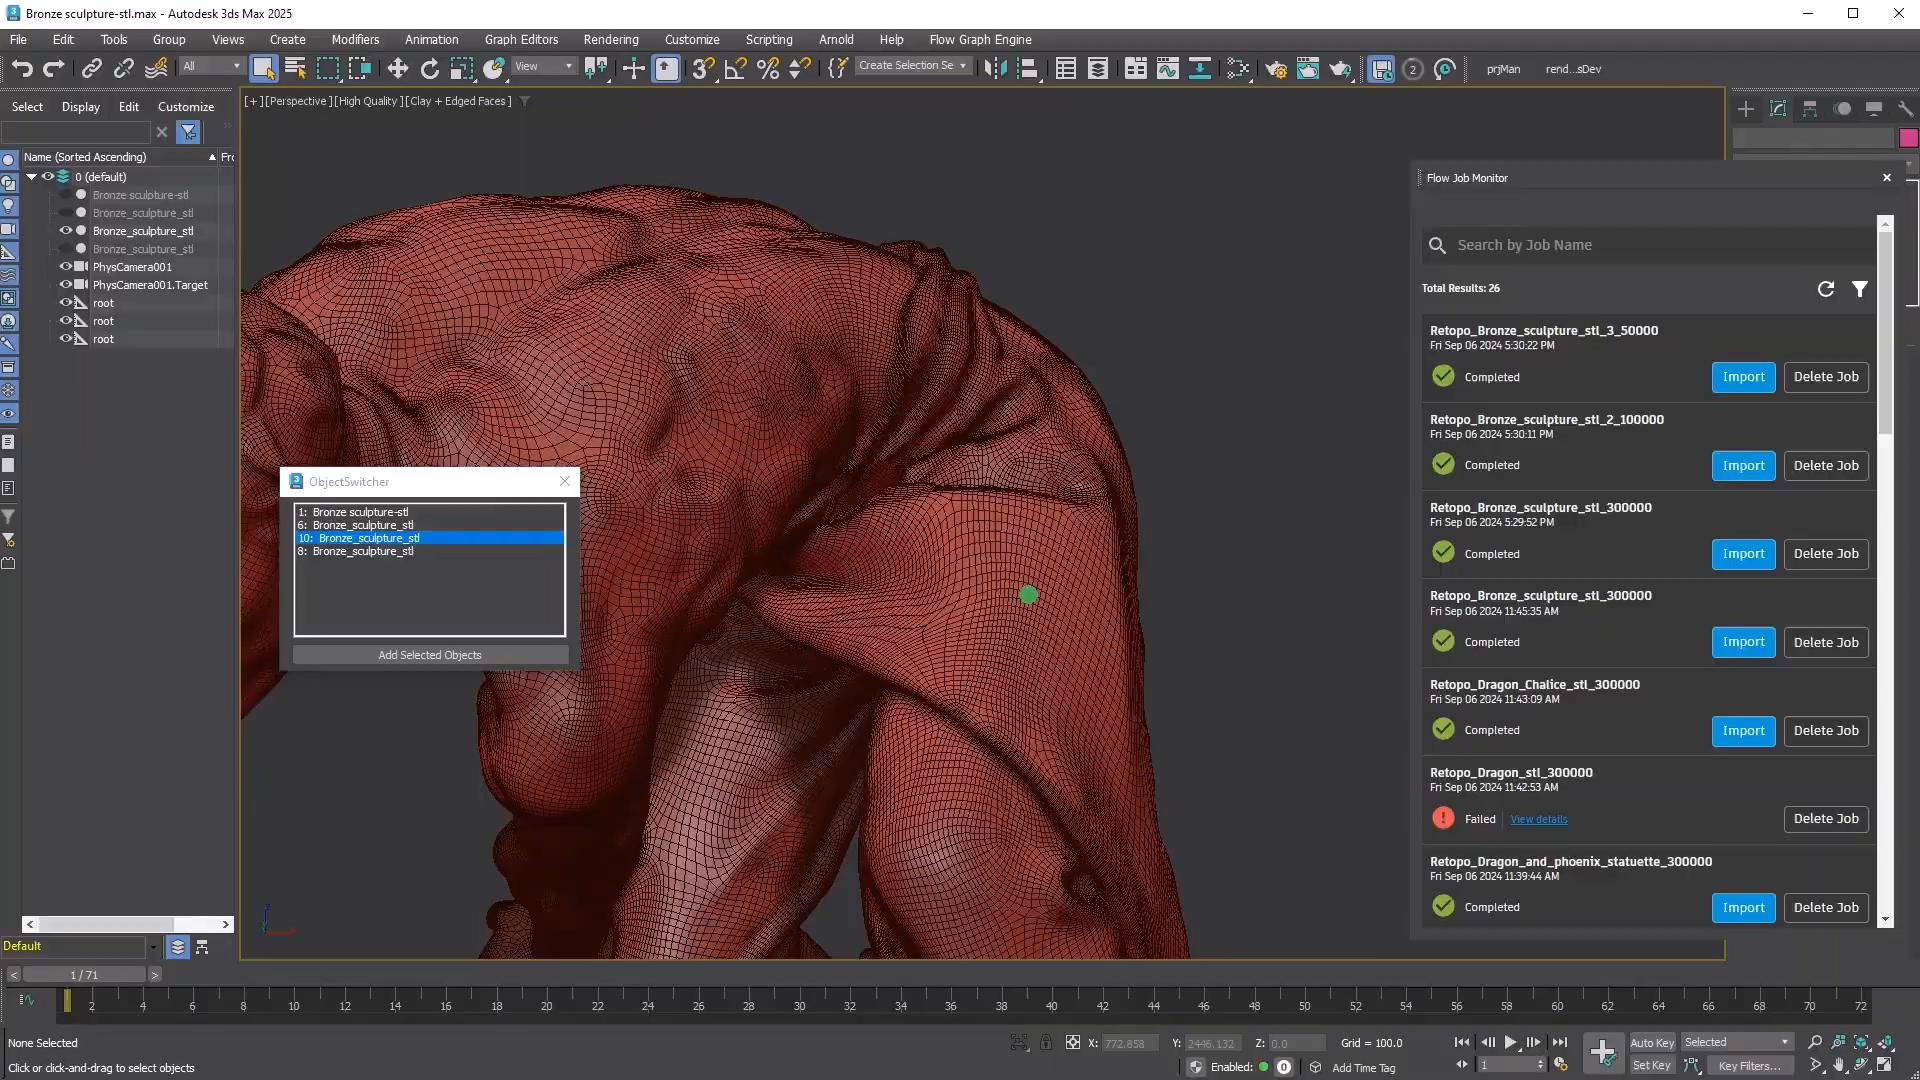 Bronze sculpture-stl.max - Autodesk 3ds Max 2025
File Edit Tools Group Views Create Modifiers Animation Graph Editors Rendering Customize Scripting Arnold Help Flow Graph Engine
All View Create Selection Se 2 prjMan rend...sDev
Select Display Edit Customize
[+][Perspective][High Quality][Clay + Edged Faces]
Name (Sorted Ascending) Fro
0 (default)
Bronze sculpture-stl
Bronze_sculpture_stl
Bronze_sculpture_stl
Bronze_sculpture_stl
PhysCamera001
PhysCamera001.Target
root
root
root
ObjectSwitcher
1: Bronze sculpture-stl
6: Bronze_sculpture_stl
10: Bronze_sculpture_stl
8: Bronze_sculpture_stl
Add Selected Objects
Flow Job Monitor
Search by Job Name
Total Results: 26
Retopo_Bronze_sculpture_stl_3_50000
Fri Sep 06 2024 5:30:22 PM
Completed Import Delete Job
Retopo_Bronze_sculpture_stl_2_100000
Fri Sep 06 2024 5:30:11 PM
Completed Import Delete Job
Retopo_Bronze_sculpture_stl_300000
Fri Sep 06 2024 5:29:52 PM
Completed Import Delete Job
Retopo_Bronze_sculpture_stl_300000
Fri Sep 06 2024 11:45:35 AM
Completed Import Delete Job
Retopo_Dragon_Chalice_stl_300000
Fri Sep 06 2024 11:43:09 AM
Completed Import Delete Job
Retopo_Dragon_stl_300000
Fri Sep 06 2024 11:42:53 AM
Failed View details Delete Job
Retopo_Dragon_and_phoenix_statuette_300000
Fri Sep 06 2024 11:39:44 AM
Completed Import Delete Job
Default
< 1 / 71 >
2 4 6 8 10 12 14 16 18 20 22 24 26 28 30 32 34 36 38 40 42 44 46 48 50 52 54 56 58 60 62 64 66 68 70 72
None Selected X: 772.858 Y: 2446.132 Z: 0.0 Grid = 100.0 Auto Key Selected
Click or click-and-drag to select objects Enabled: 0 Add Time Tag 1 Set Key Key Filters...